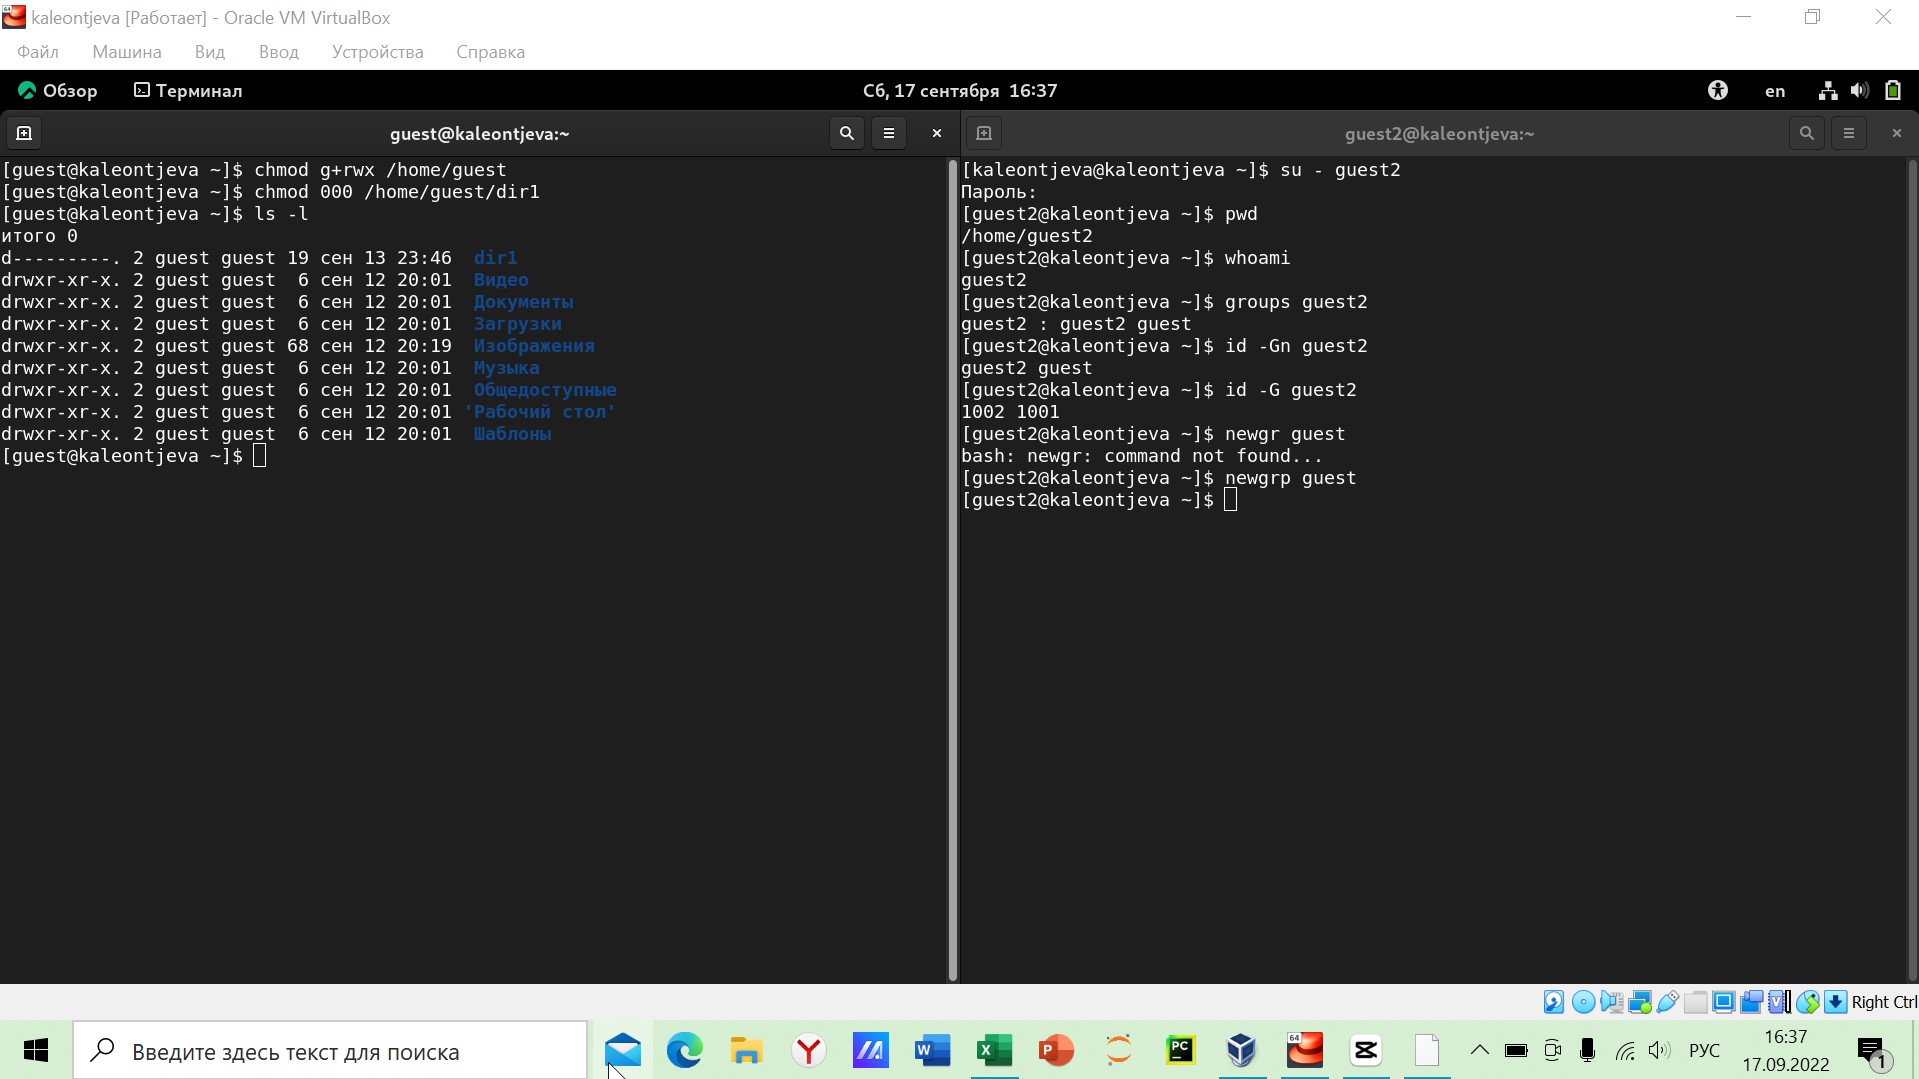 kaleontjeva [Работает] - Oracle VM VirtualBox
Файл Машина Вид Ввод Устройства Справка
Обзор Терминал Сб, 17 сентября 16:37 en
guest@kaleontjeva:~
[guest@kaleontjeva ~]$ chmod g+rwx /home/guest
[guest@kaleontjeva ~]$ chmod 000 /home/guest/dir1
[guest@kaleontjeva ~]$ ls -l
итого 0
d---------. 2 guest guest 19 сен 13 23:46 dir1
drwxr-xr-x. 2 guest guest 6 сен 12 20:01 Видео
drwxr-xr-x. 2 guest guest 6 сен 12 20:01 Документы
drwxr-xr-x. 2 guest guest 6 сен 12 20:01 Загрузки
drwxr-xr-x. 2 guest guest 68 сен 12 20:19 Изображения
drwxr-xr-x. 2 guest guest 6 сен 12 20:01 Музыка
drwxr-xr-x. 2 guest guest 6 сен 12 20:01 Общедоступные
drwxr-xr-x. 2 guest guest 6 сен 12 20:01 'Рабочий стол'
drwxr-xr-x. 2 guest guest 6 сен 12 20:01 Шаблоны
[guest@kaleontjeva ~]$
guest2@kaleontjeva:~
[kaleontjeva@kaleontjeva ~]$ su - guest2
Пароль:
[guest2@kaleontjeva ~]$ pwd
/home/guest2
[guest2@kaleontjeva ~]$ whoami
guest2
[guest2@kaleontjeva ~]$ groups guest2
guest2 : guest2 guest
[guest2@kaleontjeva ~]$ id -Gn guest2
guest2 guest
[guest2@kaleontjeva ~]$ id -G guest2
1002 1001
[guest2@kaleontjeva ~]$ newgr guest
bash: newgr: command not found...
[guest2@kaleontjeva ~]$ newgrp guest
[guest2@kaleontjeva ~]$
Right Ctrl
Введите здесь текст для поиска
РУС
16:37
17.09.2022
1